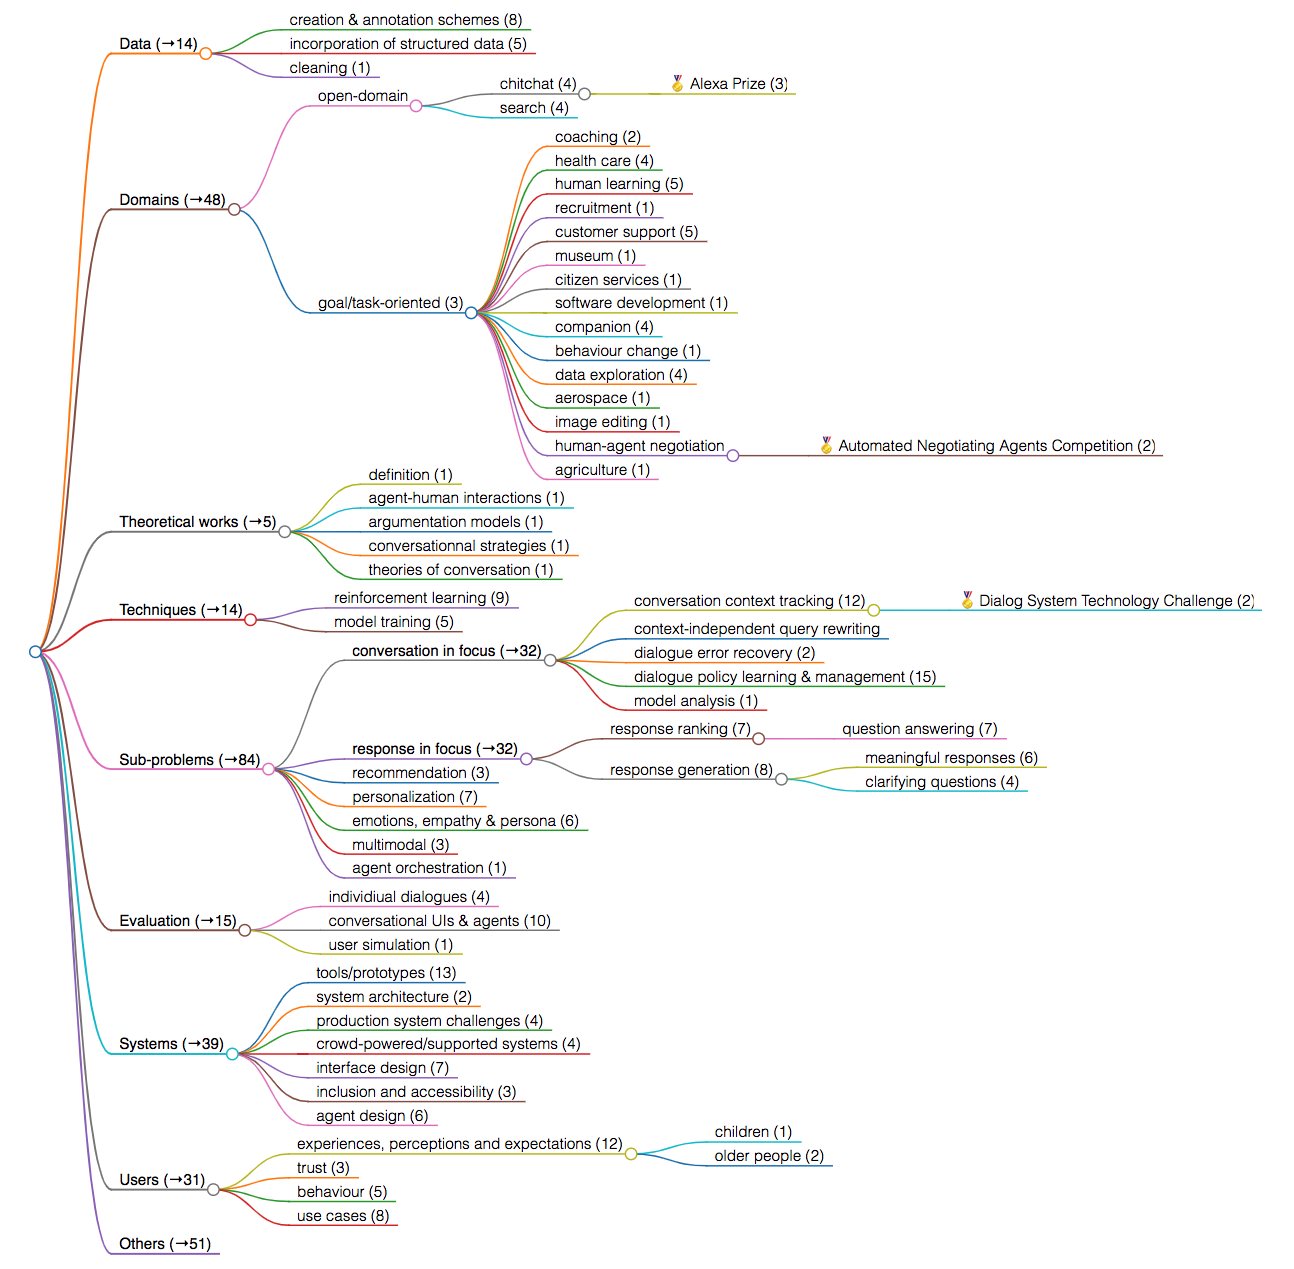 Data (→14)
creation & annotation schemes (8)
incorporation of structured data (5)
cleaning (1)
Domains (→48)
open-domain
chitchat (4)
🏅 Alexa Prize (3)
search (4)
goal/task-oriented (3)
coaching (2)
health care (4)
human learning (5)
recruitment (1)
customer support (5)
museum (1)
citizen services (1)
software development (1)
companion (4)
behaviour change (1)
data exploration (4)
aerospace (1)
image editing (1)
human-agent negotiation
🏅 Automated Negotiating Agents Competition (2)
agriculture (1)
Theoretical works (→5)
definition (1)
agent-human interactions (1)
argumentation models (1)
conversationnal strategies (1)
theories of conversation (1)
Techniques (→14)
reinforcement learning (9)
model training (5)
Sub-problems (→84)
conversation in focus (→32)
conversation context tracking (12)
🏅 Dialog System Technology Challenge (2)
context-independent query rewriting
dialogue error recovery (2)
dialogue policy learning & management (15)
model analysis (1)
response in focus (→32)
response ranking (7)
question answering (7)
response generation (8)
meaningful responses (6)
clarifying questions (4)
recommendation (3)
personalization (7)
emotions, empathy & persona (6)
multimodal (3)
agent orchestration (1)
Evaluation (→15)
individiual dialogues (4)
conversational UIs & agents (10)
user simulation (1)
Systems (→39)
tools/prototypes (13)
system architecture (2)
production system challenges (4)
crowd-powered/supported systems (4)
interface design (7)
inclusion and accessibility (3)
agent design (6)
Users (→31)
experiences, perceptions and expectations (12)
children (1)
older people (2)
trust (3)
behaviour (5)
use cases (8)
Others (→51)